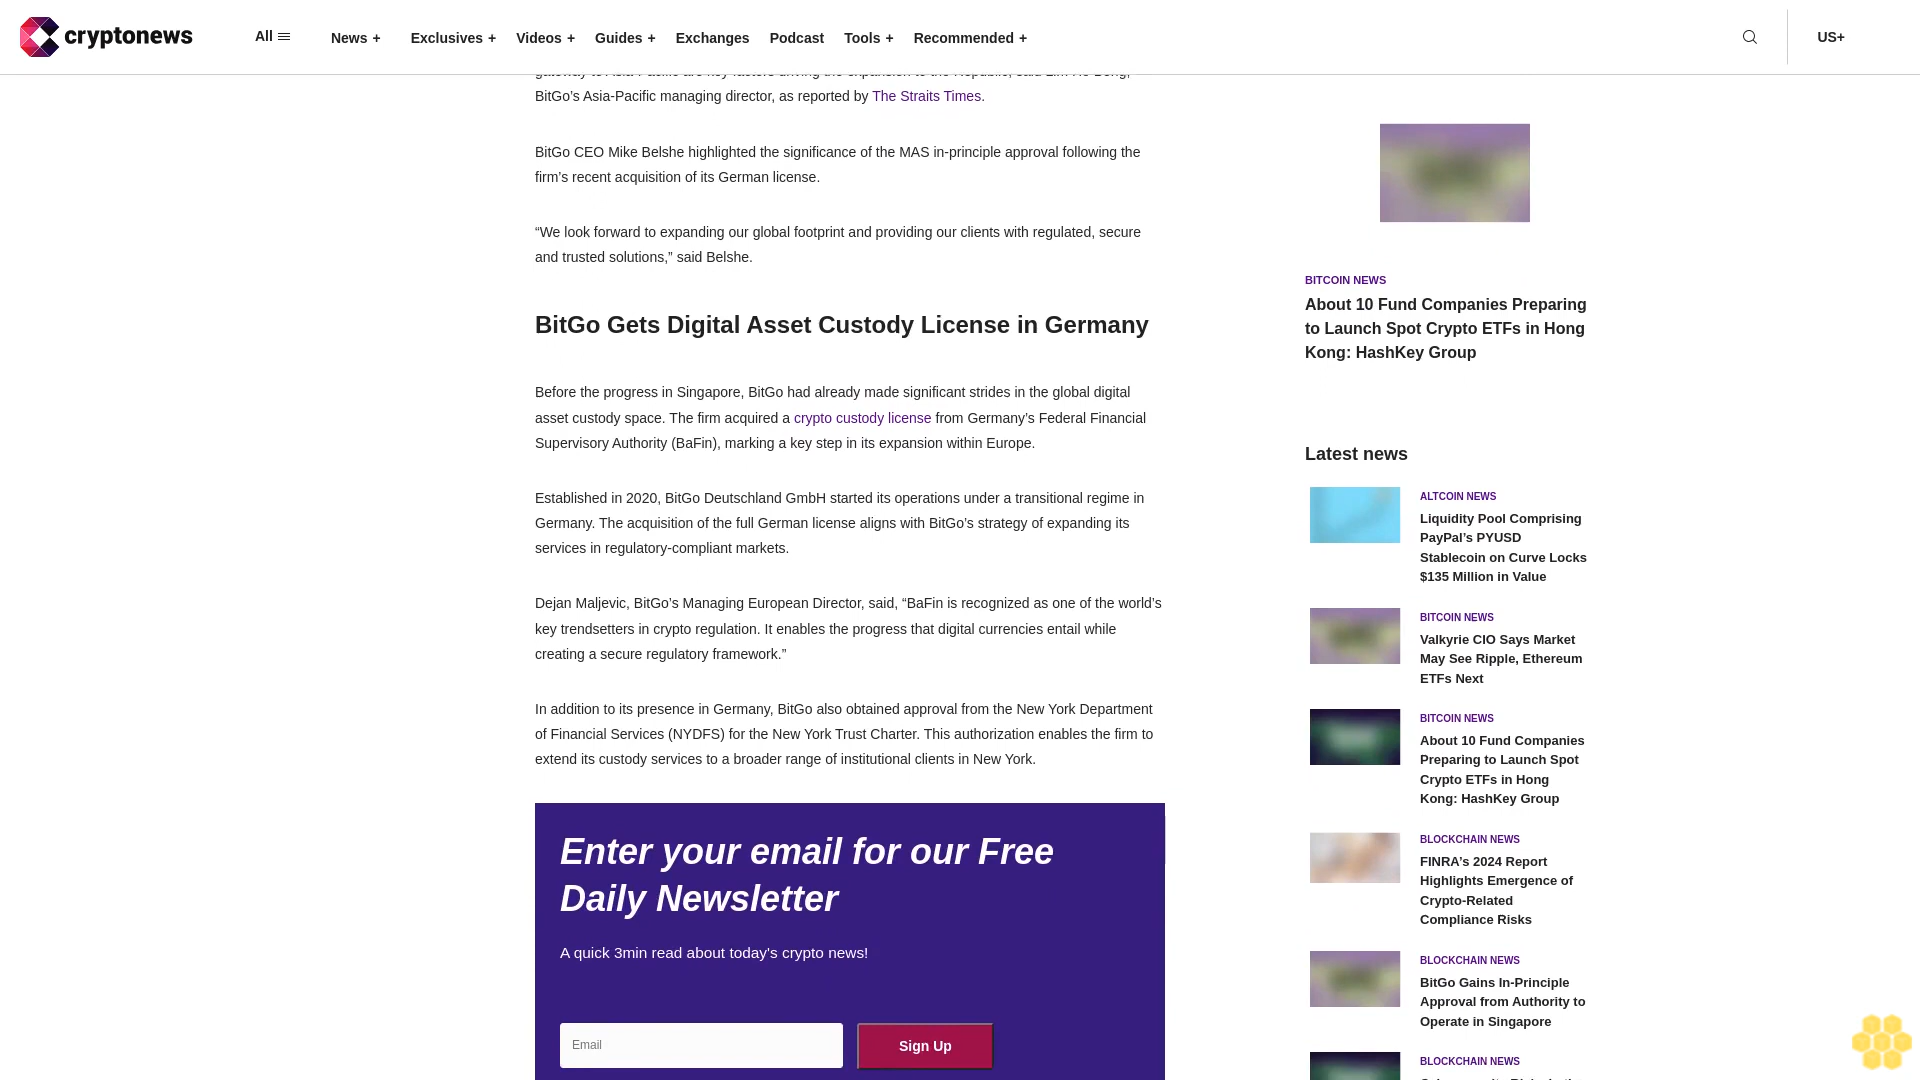 cryptonews
All
News +
Exclusives +
Videos +
Guides +
Exchanges
Podcast
Tools +
Recommended +
US+
BitGo’s Asia-Pacific managing director, as reported by The Straits Times.
BitGo CEO Mike Belshe highlighted the significance of the MAS in-principle approval following the
firm’s recent acquisition of its German license.
“We look forward to expanding our global footprint and providing our clients with regulated, secure
and trusted solutions,” said Belshe.
BitGo Gets Digital Asset Custody License in Germany
Before the progress in Singapore, BitGo had already made significant strides in the global digital
asset custody space. The firm acquired a crypto custody license from Germany’s Federal Financial
Supervisory Authority (BaFin), marking a key step in its expansion within Europe.
Established in 2020, BitGo Deutschland GmbH started its operations under a transitional regime in
Germany. The acquisition of the full German license aligns with BitGo’s strategy of expanding its
services in regulatory-compliant markets.
Dejan Maljevic, BitGo’s Managing European Director, said, “BaFin is recognized as one of the world’s
key trendsetters in crypto regulation. It enables the progress that digital currencies entail while
creating a secure regulatory framework.”
In addition to its presence in Germany, BitGo also obtained approval from the New York Department
of Financial Services (NYDFS) for the New York Trust Charter. This authorization enables the firm to
extend its custody services to a broader range of institutional clients in New York.
Enter your email for our Free
Daily Newsletter
A quick 3min read about today's crypto news!
Email
Sign Up
BITCOIN NEWS
About 10 Fund Companies Preparing
to Launch Spot Crypto ETFs in Hong
Kong: HashKey Group
Latest news
ALTCOIN NEWS
Liquidity Pool Comprising
PayPal’s PYUSD
Stablecoin on Curve Locks
$135 Million in Value
BITCOIN NEWS
Valkyrie CIO Says Market
May See Ripple, Ethereum
ETFs Next
BITCOIN NEWS
About 10 Fund Companies
Preparing to Launch Spot
Crypto ETFs in Hong
Kong: HashKey Group
BLOCKCHAIN NEWS
FINRA’s 2024 Report
Highlights Emergence of
Crypto-Related
Compliance Risks
BLOCKCHAIN NEWS
BitGo Gains In-Principle
Approval from Authority to
Operate in Singapore
BLOCKCHAIN NEWS